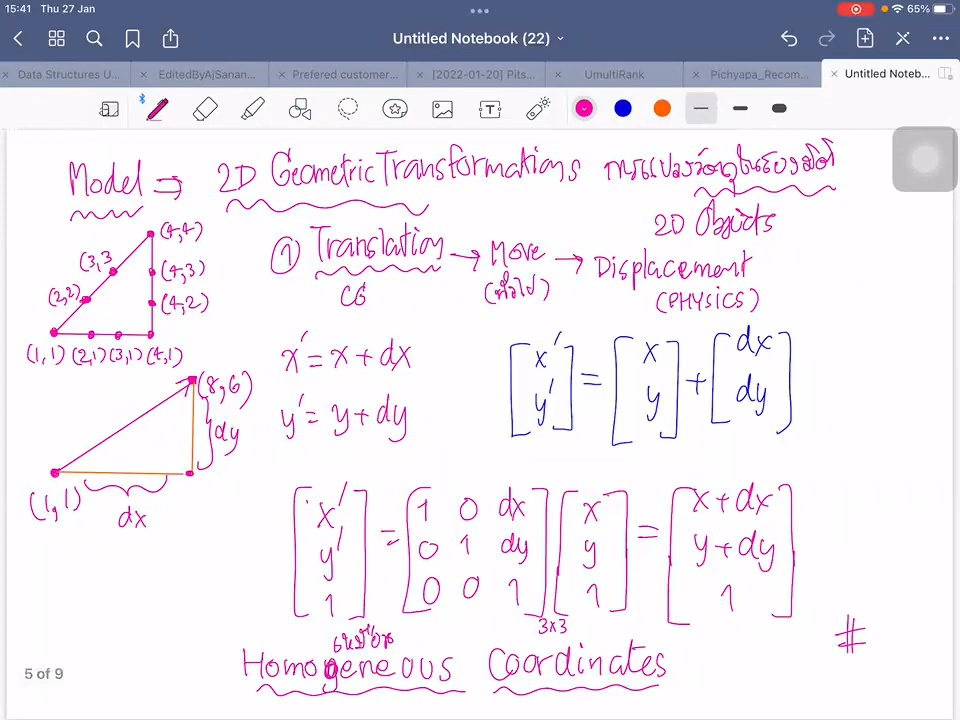 15:41 Thu 27 Jan
65%
Untitled Notebook (22)
Data Structures U...
EditedByAjSanan...
Prefered customer...
[2022-01-20] Pits...
UmultiRank
Pichyapa_Recom...
Untitled Noteb...
Model ⇒ 2D Geometric Transformations
2D Objects
① Translation → Move → Displacement
CG (PHYSICS)
(4,4)
(3,3
(4,3)
(2,2)
(4,2)
(1,1) (2,1) (3,1) (4,1)
x' = x + dx
y' = y + dy
[x' y'] = [x y] + [dx dy]
(8,6)
dy
(1,1)
dx
[x' y' 1] = [1 0 dx 0 1 dy 0 0 1] [x y 1] = [x+dx y+dy 1]
3x3
#
Homogeneous Coordinates
5 of 9